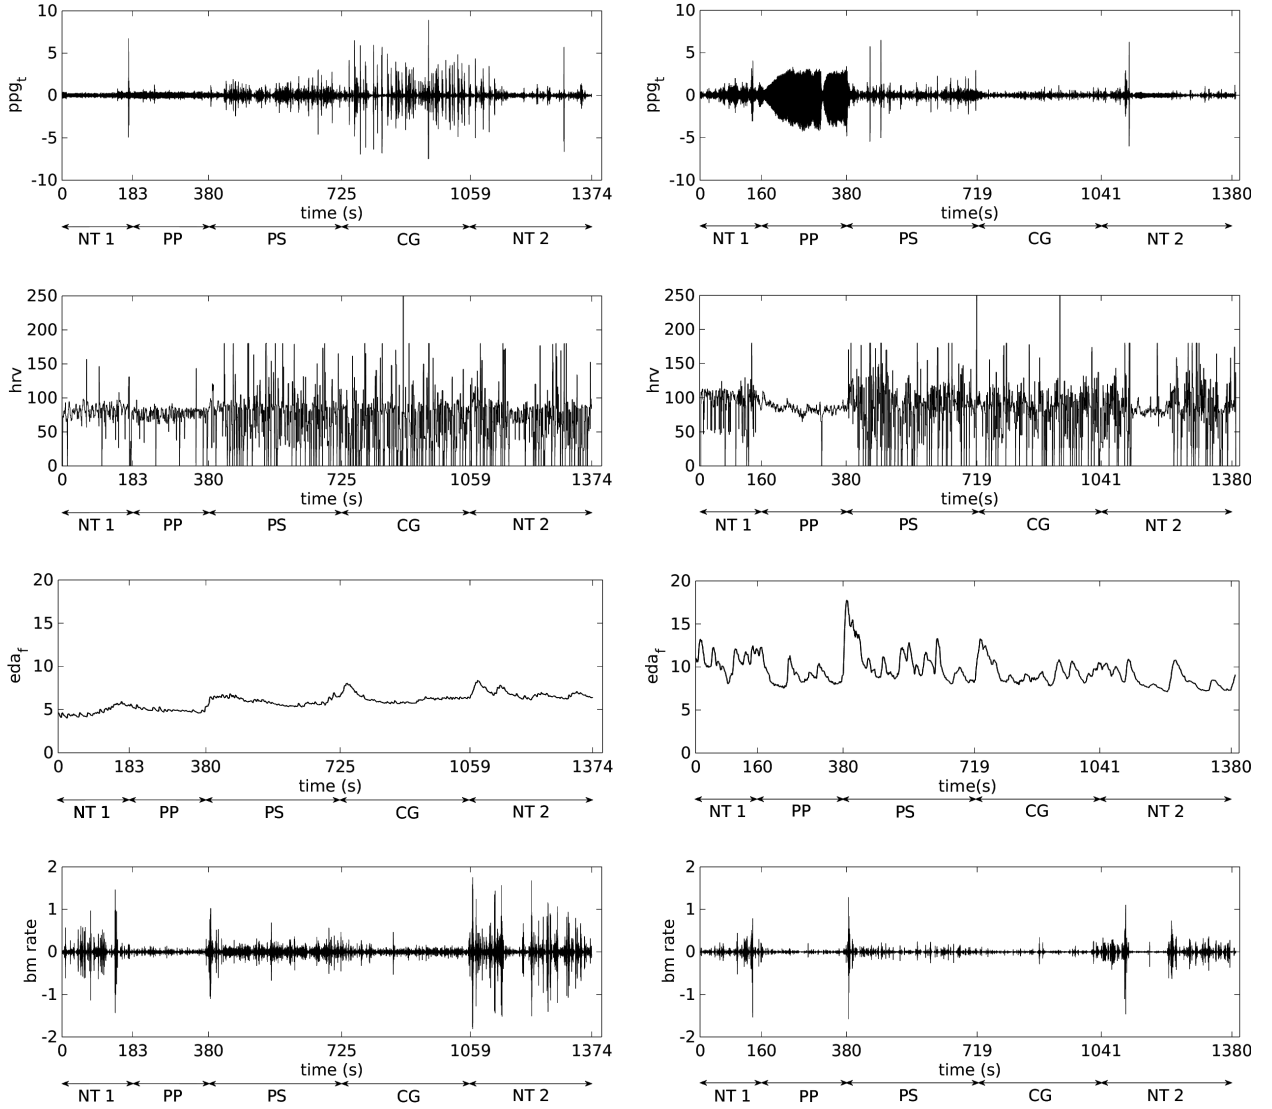 10
5
0
-5
-10
ppg_t
0 183 380 725 1059 1374
time (s)
NT 1 PP PS CG NT 2
10
5
0
-5
-10
ppg_t
0 160 380 719 1041 1380
time(s)
NT 1 PP PS CG NT 2
250
200
150
100
50
0
hrv
0 183 380 725 1059 1374
time (s)
NT 1 PP PS CG NT 2
250
200
150
100
50
0
hrv
0 160 380 719 1041 1380
time(s)
NT 1 PP PS CG NT 2
20
15
10
5
0
eda_f
0 183 380 725 1059 1374
time (s)
NT 1 PP PS CG NT 2
20
15
10
5
0
eda_f
0 160 380 719 1041 1380
time(s)
NT 1 PP PS CG NT 2
2
1
0
-1
-2
bm rate
0 183 380 725 1059 1374
time (s)
NT 1 PP PS CG NT 2
2
1
0
-1
-2
bm rate
0 160 380 719 1041 1380
time (s)
NT 1 PP PS CG NT 2